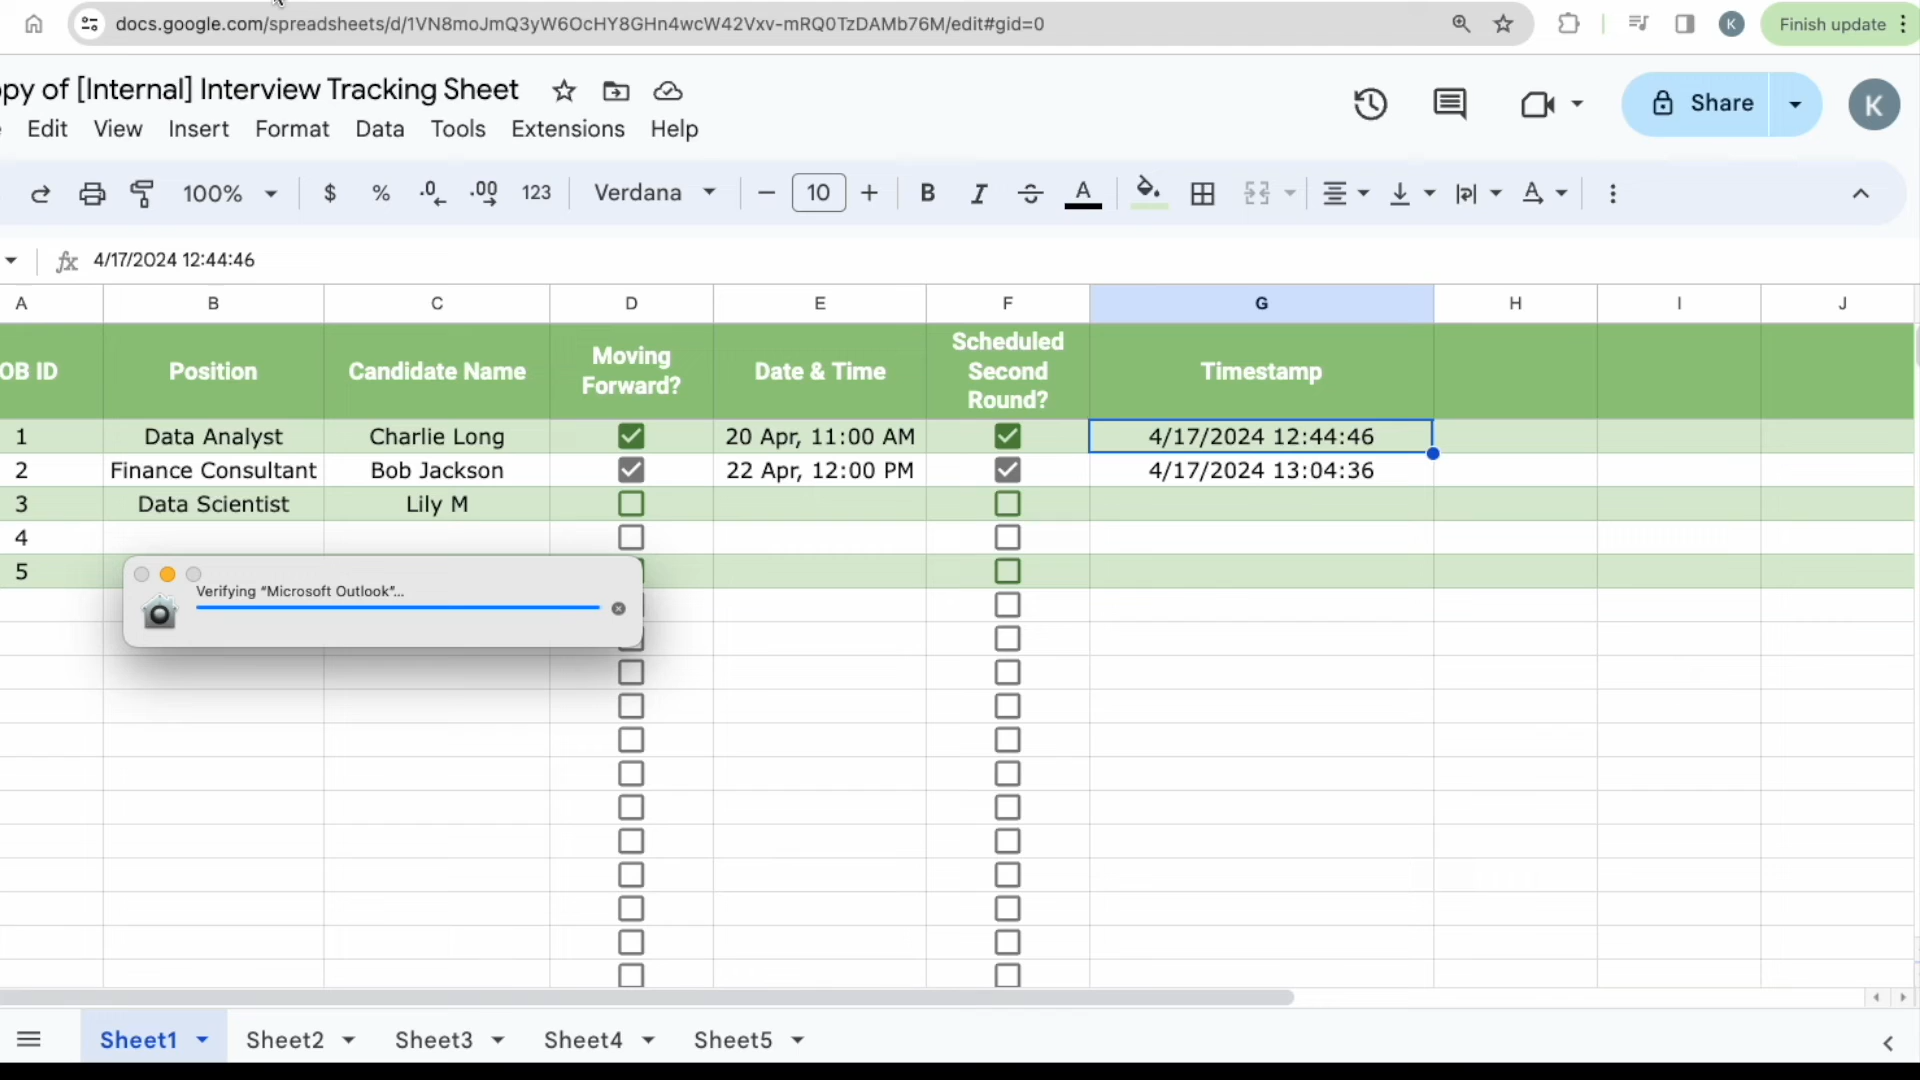 docs.google.com/spreadsheets/d/1VN8moJmQ3yW6OcHY8GHn4wcW42Vxv-mRQ0TzDAMb76M/edit#gid=0
K
Finish update
py of [Internal] Interview Tracking Sheet
Edit View Insert Format Data Tools Extensions Help
Share
K
100% $ % .0 .00 123 Verdana 10 B I A
fx 4/17/2024 12:44:46
A B C D E F G H I J
OB ID Position Candidate Name Moving Forward? Date & Time Scheduled Second Round? Timestamp
1 Data Analyst Charlie Long 20 Apr, 11:00 AM 4/17/2024 12:44:46
2 Finance Consultant Bob Jackson 22 Apr, 12:00 PM 4/17/2024 13:04:36
3 Data Scientist Lily M
4
5
Verifying “Microsoft Outlook”...
Sheet1 Sheet2 Sheet3 Sheet4 Sheet5